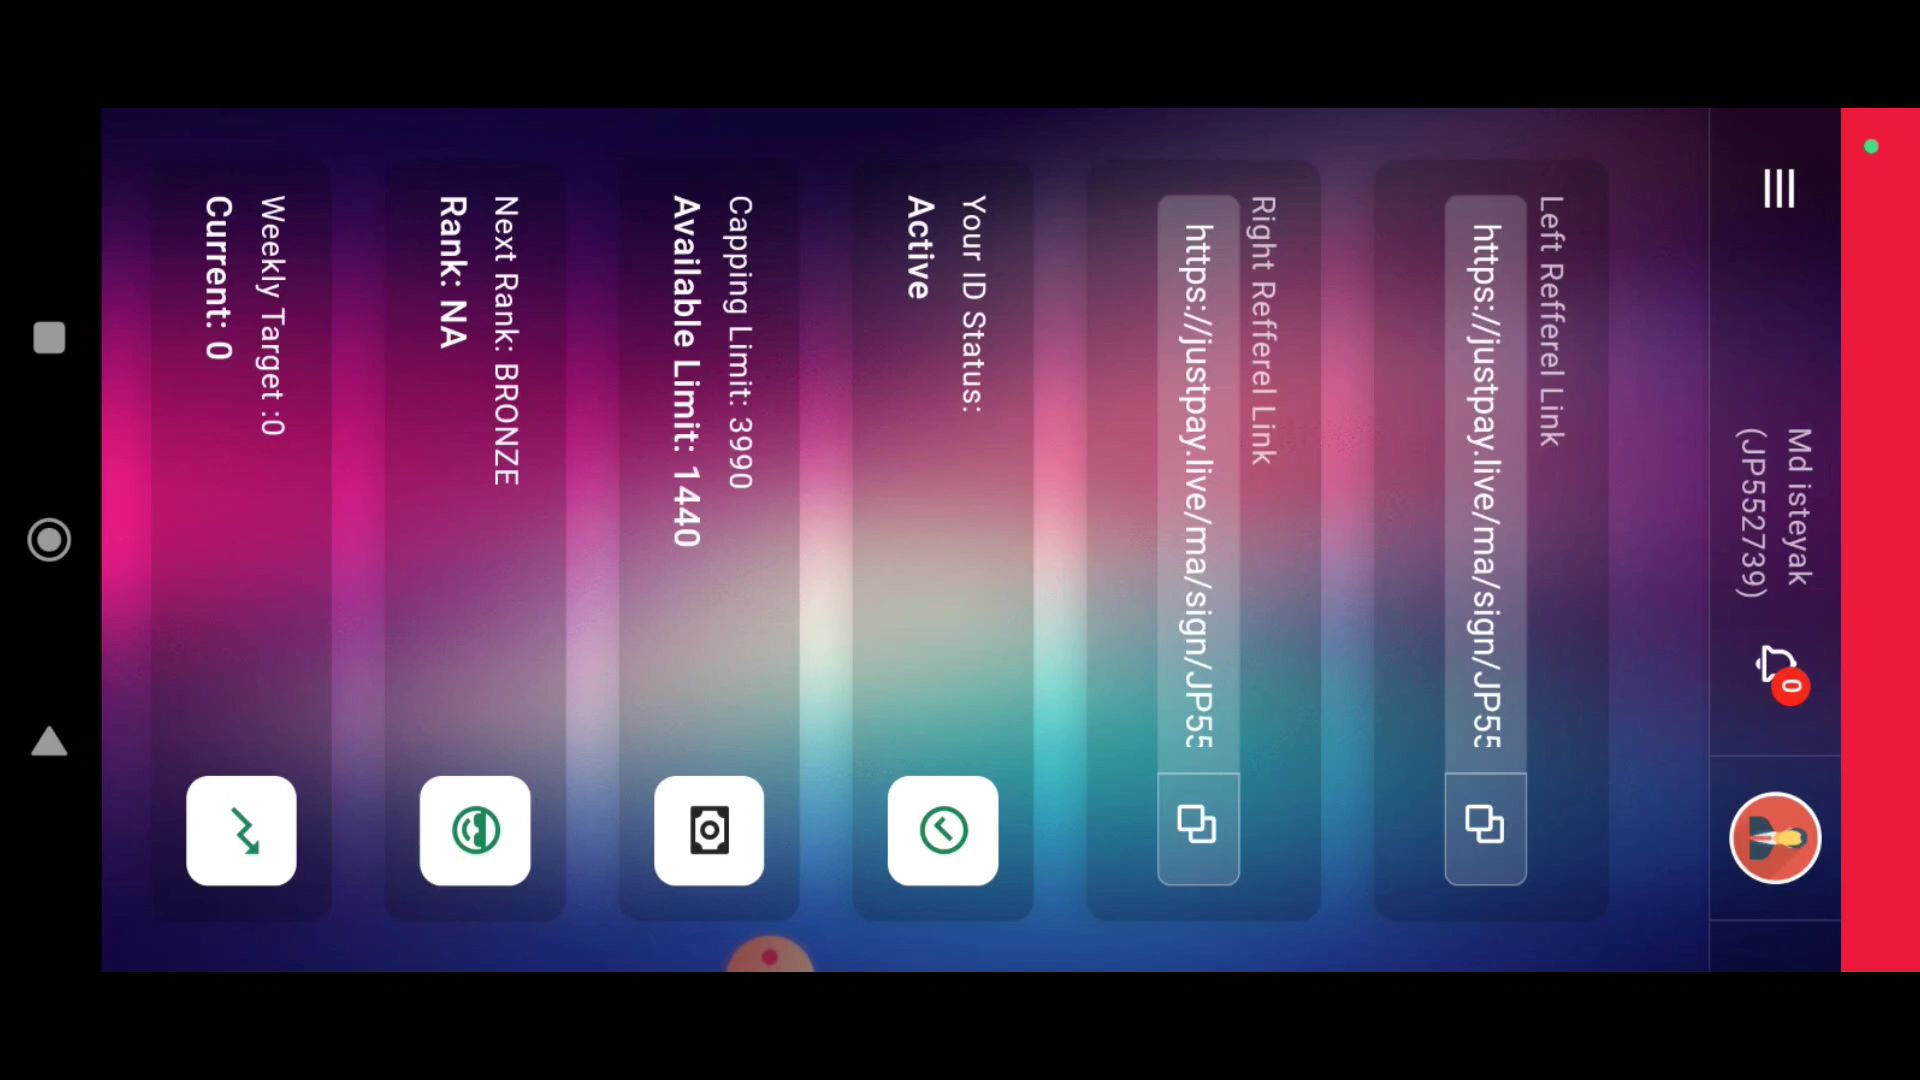 Md isteyak
(JP552739)
0
Left Refferel Link
https://justpay.live/ma/sign/JP55
Right Refferel Link
https://justpay.live/ma/sign/JP55
Your ID Status:
Active
Capping Limit: 3990
Available Limit: 1440
Next Rank: BRONZE
Rank: NA
Weekly Target :0
Current: 0